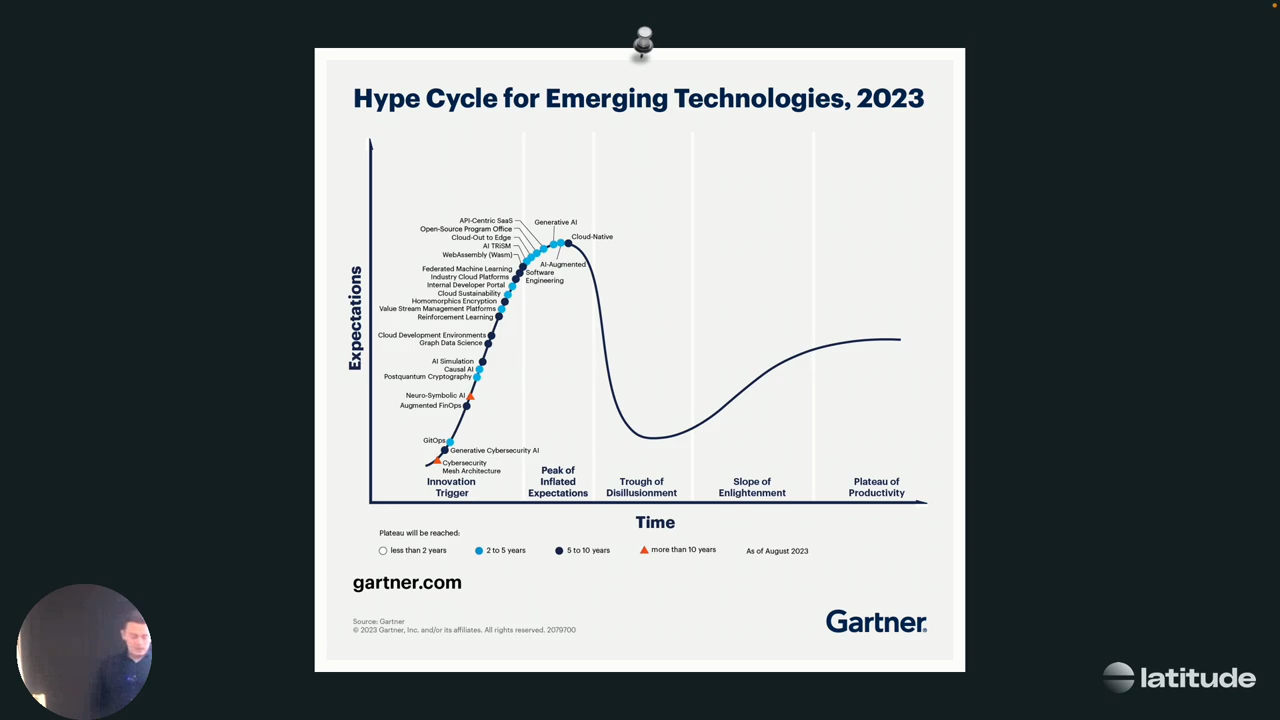 Hype Cycle for Emerging Technologies, 2023
Expectations
API-Centric SaaS
Open-Source Program Office
Cloud-Out to Edge
AI TRiSM
WebAssembly (Wasm)
Federated Machine Learning
Industry Cloud Platforms
Internal Developer Portal
Cloud Sustainability
Homomorphics Encryption
Value Stream Management Platforms
Reinforcement Learning
Cloud Development Environments
Graph Data Science
AI Simulation
Causal AI
Postquantum Cryptography
Neuro-Symbolic AI
Augmented FinOps
GitOps
Generative Cybersecurity AI
Cybersecurity
Mesh Architecture
Generative AI
Cloud-Native
AI-Augmented
Software
Engineering
Innovation
Trigger
Peak of
Inflated
Expectations
Trough of
Disillusionment
Slope of
Enlightenment
Plateau of
Productivity
Time
Plateau will be reached:
less than 2 years
2 to 5 years
5 to 10 years
more than 10 years
As of August 2023
gartner.com
Source: Gartner
© 2023 Gartner, Inc. and/or its affiliates. All rights reserved. 2079700
Gartner®
latitude